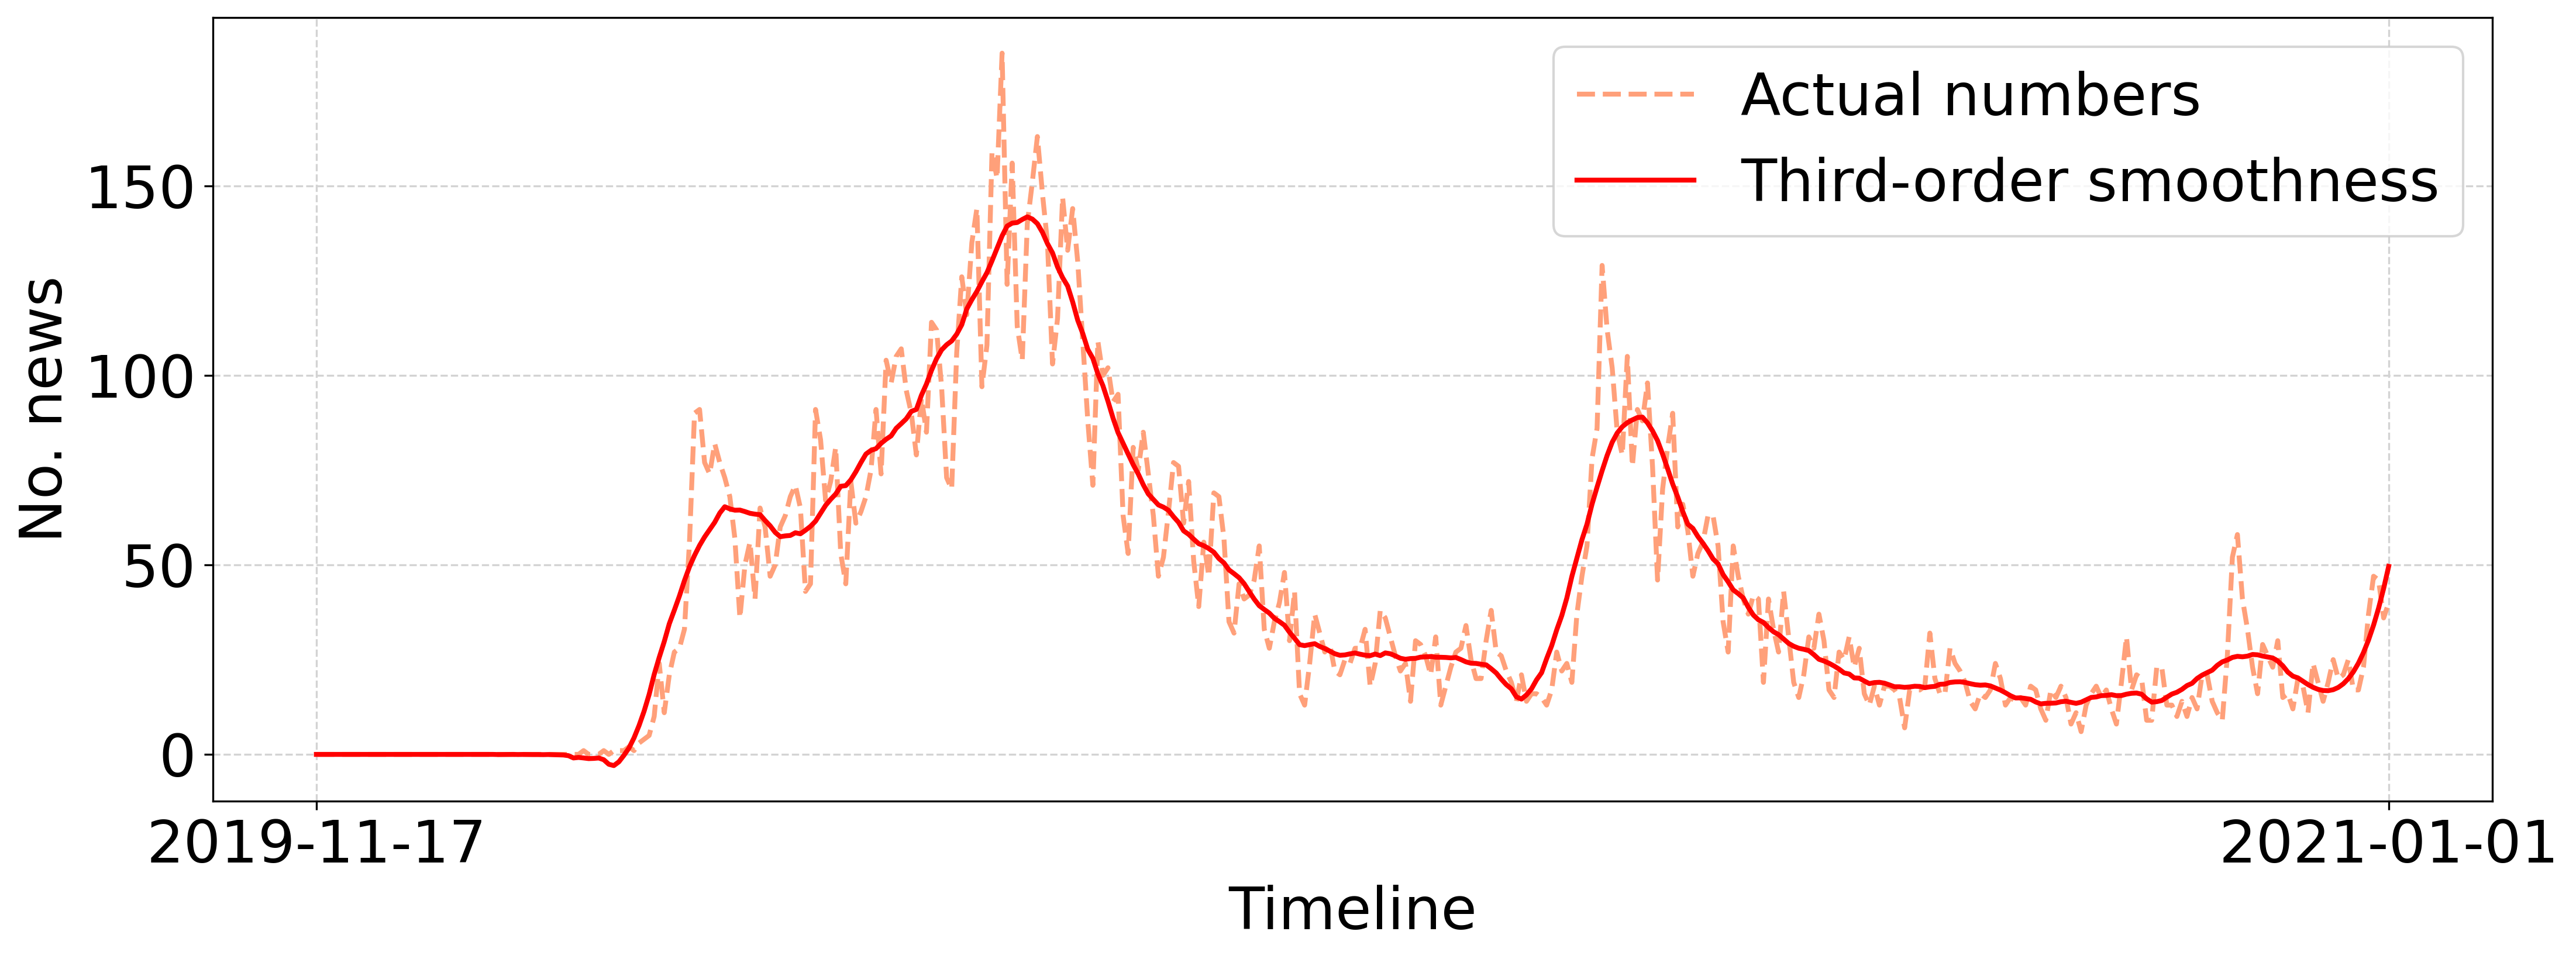 Actual numbers
Third-order smoothness
No. news
150
100
50
0
2019-11-17
2021-01-01
Timeline